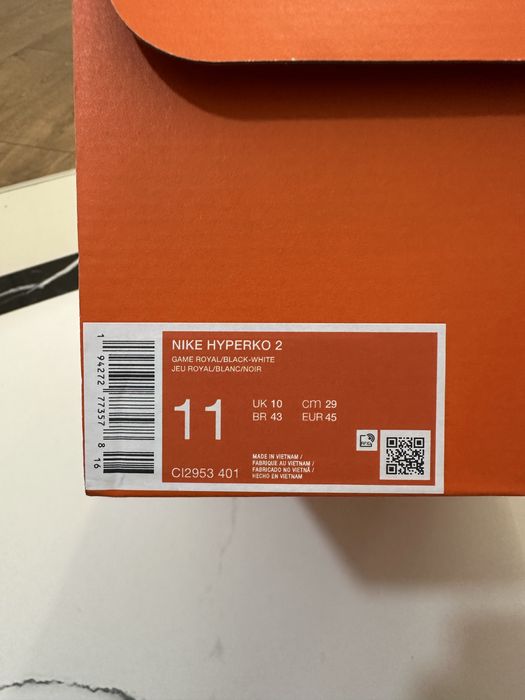 NIKE HYPERKO 2
GAME ROYAL/BLACK-WHITE
JEU ROYAL/BLANC/NOIR
11
UK 10 cm 29
BR 43 EUR 45
MADE IN VIETNAM /
FABRIQUE AU VIETNAM /
FABRICADO NO VIETNÃ /
HECHO EN VIETNAM
CI2953 401
1 94272 77357 8 16